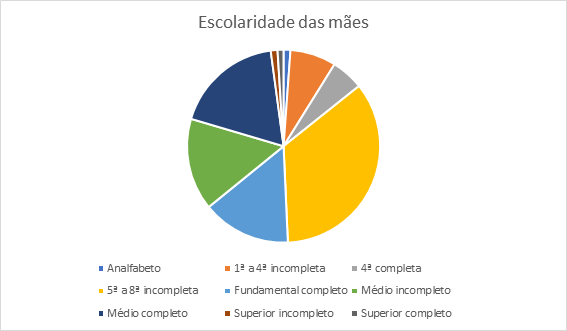 Escolaridade das mães
Analfabeto 1ª a 4ª incompleta 4ª completa
5ª a 8ª incompleta Fundamental completo Médio incompleto
Médio completo Superior incompleto Superior completo